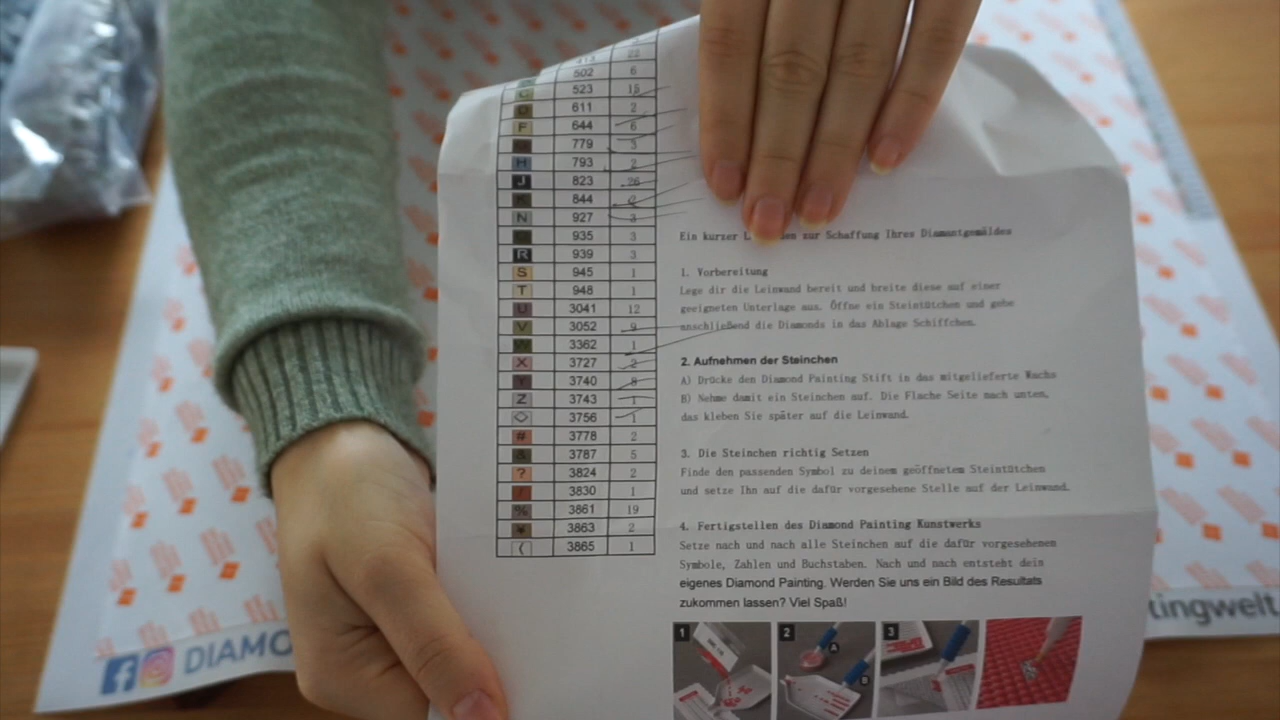 413 22
502 6
C 523 15
D 611 2
F 644 6
G 779 3
H 793 2
J 823 26
K 844 2
N 927 3
935 3
R 939 3
S 945 1
T 948 1
U 3041 12
V 3052 9
W 3362 1
X 3727 2
Y 3740 8
Z 3743 1
◇ 3756 1
# 3778 2
& 3787 5
? 3824 2
/ 3830 1
% 3861 19
¥ 3863 2
( 3865 1
Ein kurzer zur Schaffung Ihres Diamantgemäldes
1. Vorbereitung
Lege dir die Leinwand bereit und breite diese auf einer
geeigneten Unterlage aus. Öffne ein Steintütchen und gebe
anschließend die Diamonds in das Ablage Schiffchen.
2. Aufnehmen der Steinchen
A) Drücke den Diamond Painting Stift in das mitgelieferte Wachs
B) Nehme damit ein Steinchen auf. Die Flache Seite nach unten,
das kleben Sie später auf die Leinwand.
3. Die Steinchen richtig Setzen
Finde den passenden Symbol zu deinem geöffnetem Steintütchen
und setze Ihn auf die dafür vorgesehene Stelle auf der Leinwand.
4. Fertigstellen des Diamond Painting Kunstwerks
Setze nach und nach alle Steinchen auf die dafür vorgesehenen
Symbole, Zahlen und Buchstaben. Nach und nach entsteht dein
eigenes Diamond Painting. Werden Sie uns ein Bild des Resultats
zukommen lassen? Viel Spaß!
1 2 3
A
B
DIAMO
tingwelt